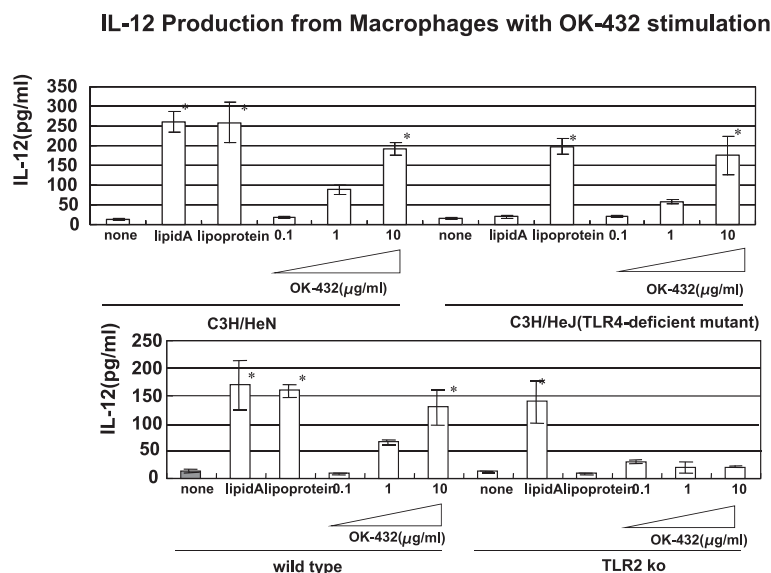 IL-12 Production from Macrophages with OK-432 stimulation
IL-12(pg/ml)
350
300
250
200
150
100
50
0
* * * * *
none lipidA lipoprotein 0.1 1 10 none lipidA lipoprotein 0.1 1 10
OK-432(µg/ml) OK-432(µg/ml)
C3H/HeN C3H/HeJ(TLR4-deficient mutant)
IL-12(pg/ml)
250
200
150
100
50
0
* * * *
none lipidA lipoprotein 0.1 1 10 none lipidA lipoprotein 0.1 1 10
OK-432(µg/ml) OK-432(µg/ml)
wild type TLR2 ko